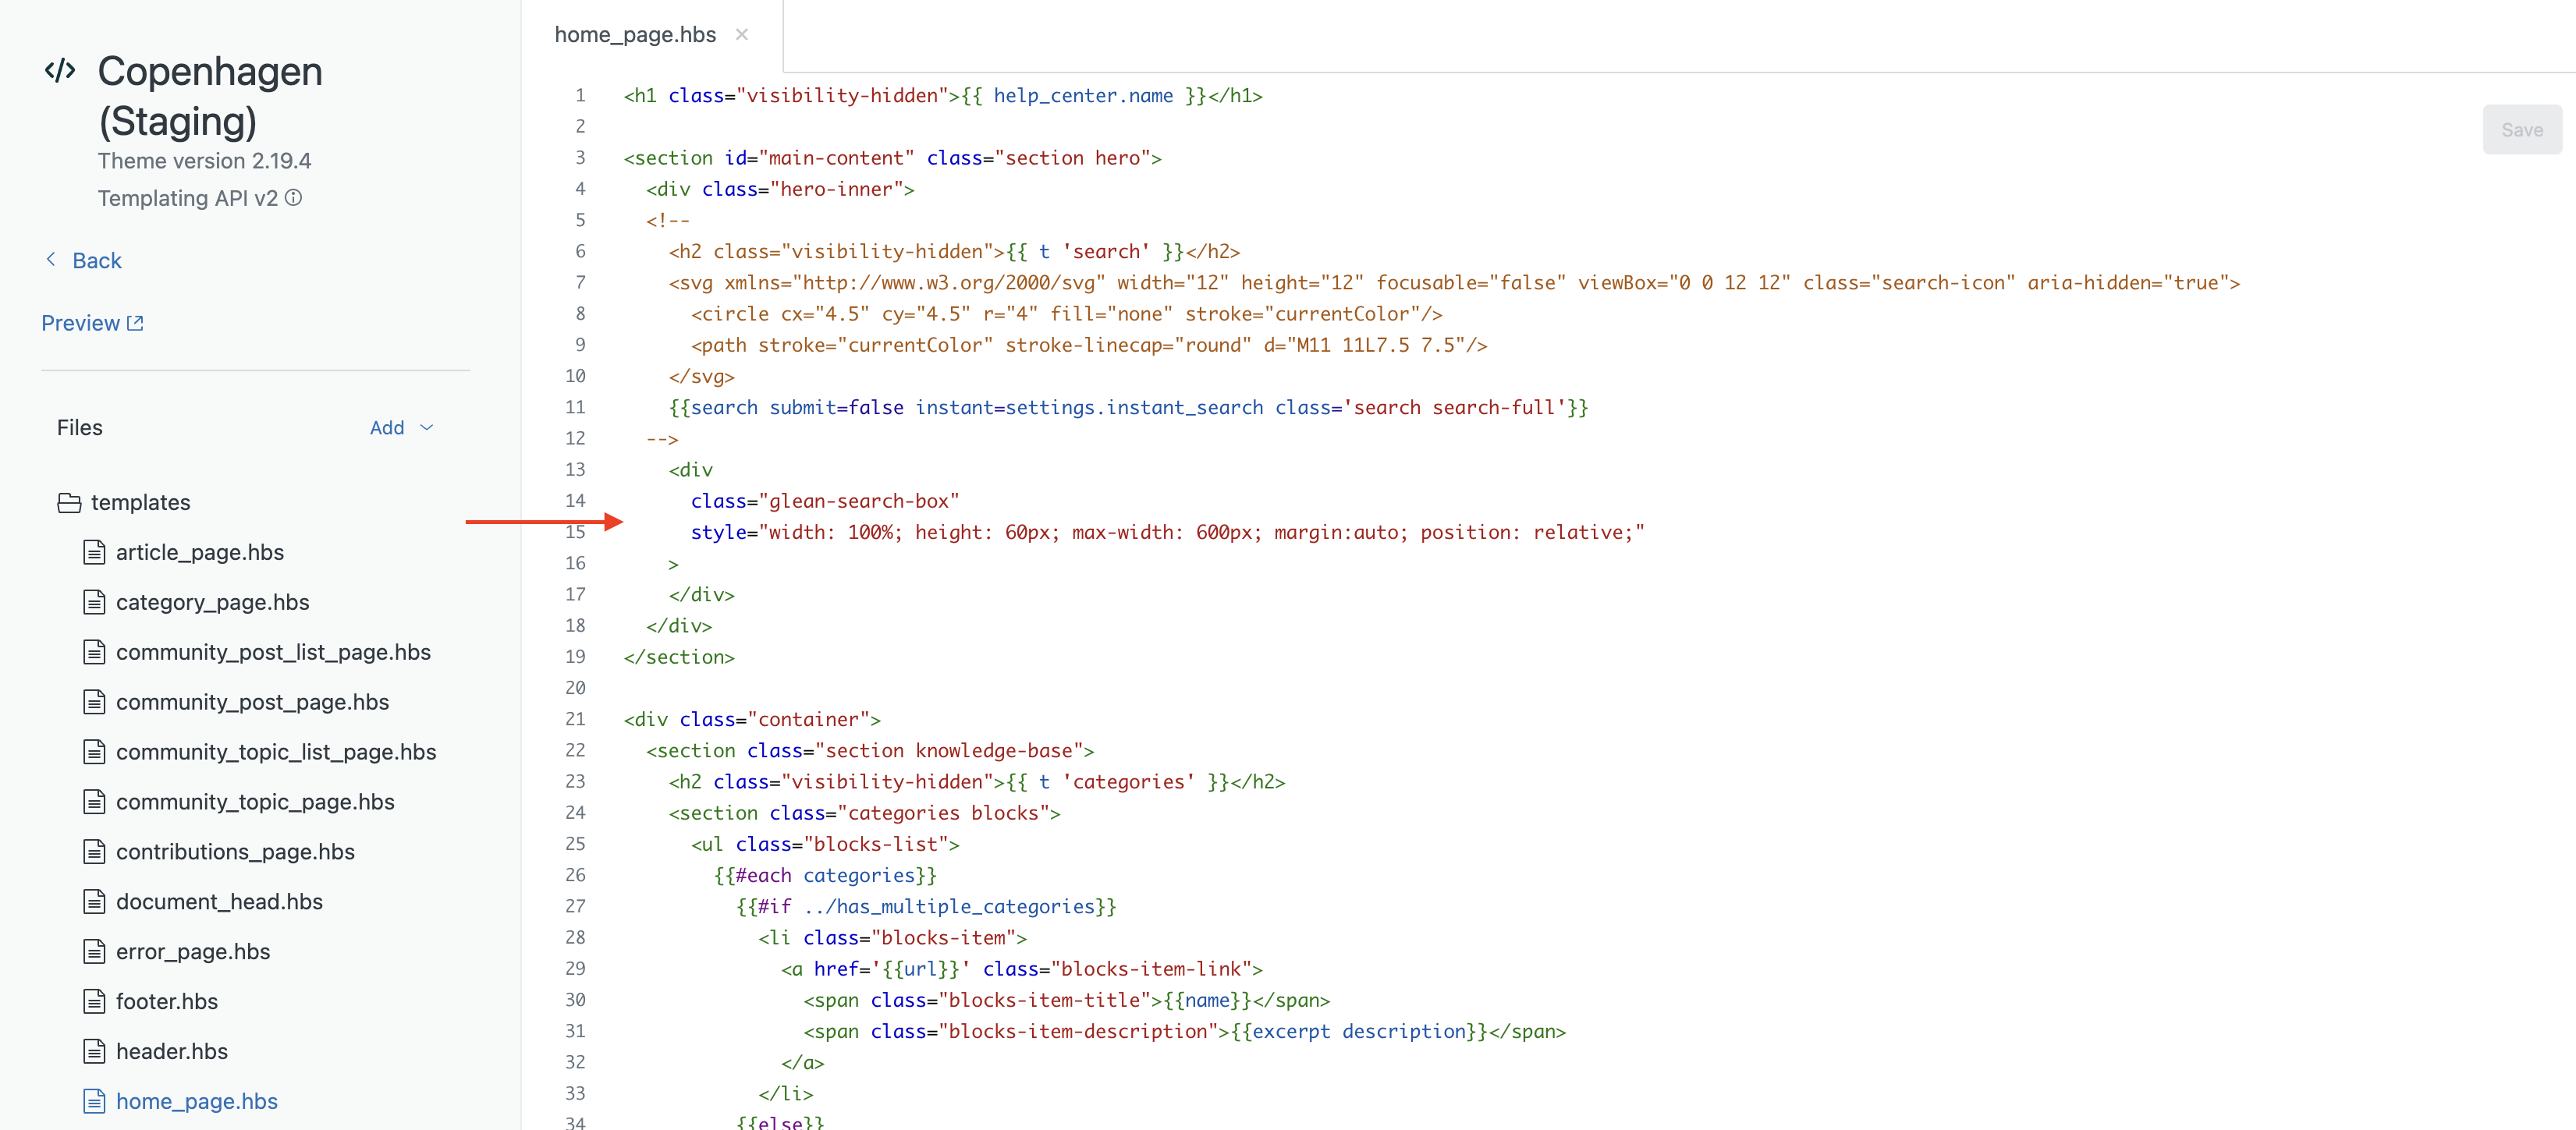 Copenhagen
(Staging)
Theme version 2.19.4
Templating API v2
Back
Preview
Files
Add
templates
article_page.hbs
category_page.hbs
community_post_list_page.hbs
community_post_page.hbs
community_topic_list_page.hbs
community_topic_page.hbs
contributions_page.hbs
document_head.hbs
error_page.hbs
footer.hbs
header.hbs
home_page.hbs
home_page.hbs ×
Save
1 <h1 class="visibility-hidden">{{ help_center.name }}</h1>
2
3 <section id="main-content" class="section hero">
4   <div class="hero-inner">
5   <!--
6     <h2 class="visibility-hidden">{{ t 'search' }}</h2>
7     <svg xmlns="http://www.w3.org/2000/svg" width="12" height="12" focusable="false" viewBox="0 0 12 12" class="search-icon" aria-hidden="true">
8       <circle cx="4.5" cy="4.5" r="4" fill="none" stroke="currentColor"/>
9       <path stroke="currentColor" stroke-linecap="round" d="M11 11L7.5 7.5"/>
10     </svg>
11     {{search submit=false instant=settings.instant_search class='search search-full'}}
12   -->
13     <div
14       class="glean-search-box"
15       style="width: 100%; height: 60px; max-width: 600px; margin:auto; position: relative;"
16     >
17     </div>
18   </div>
19 </section>
20
21 <div class="container">
22   <section class="section knowledge-base">
23     <h2 class="visibility-hidden">{{ t 'categories' }}</h2>
24     <section class="categories blocks">
25       <ul class="blocks-list">
26         {{#each categories}}
27           {{#if ../has_multiple_categories}}
28             <li class="blocks-item">
29               <a href='{{url}}' class="blocks-item-link">
30                 <span class="blocks-item-title">{{name}}</span>
31                 <span class="blocks-item-description">{{excerpt description}}</span>
32               </a>
33             </li>
34           {{else}}